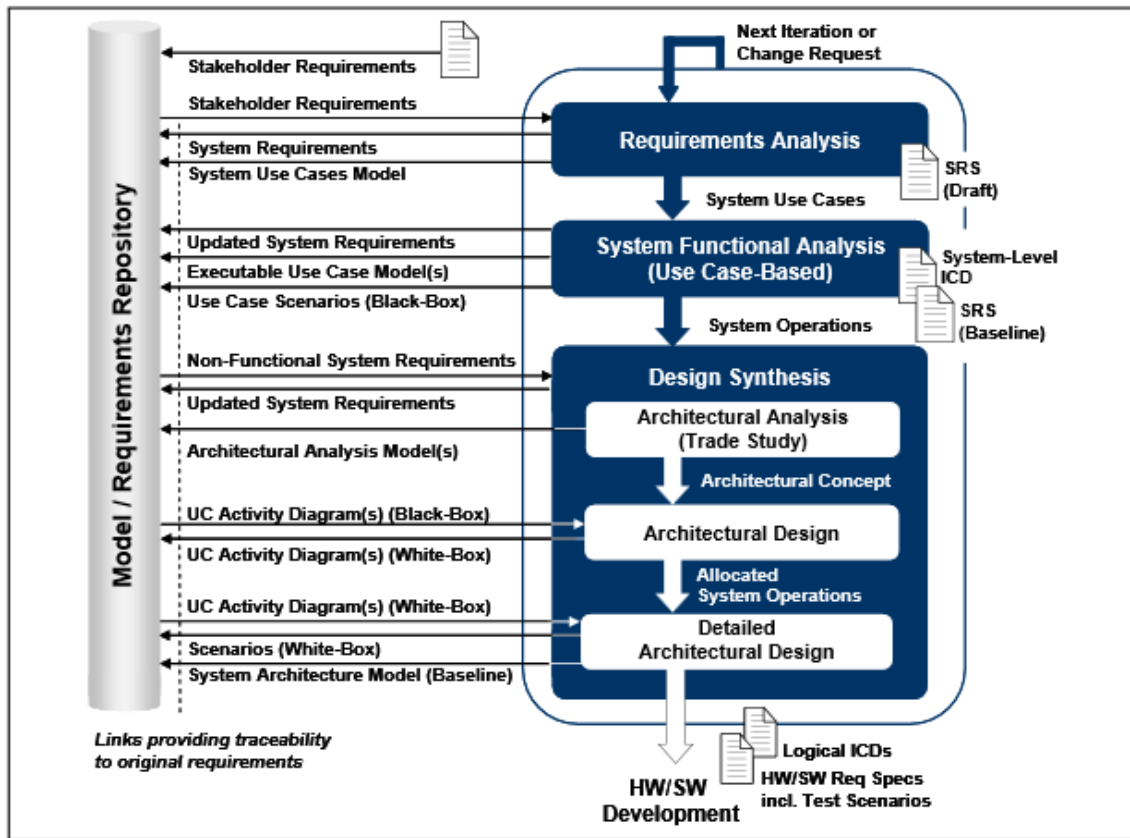 Next Iteration or
Change Request
Stakeholder Requirements
Stakeholder Requirements
System Requirements
System Use Cases Model
Requirements Analysis
SRS
(Draft)
System Use Cases
Updated System Requirements
Executable Use Case Model(s)
Use Case Scenarios (Black-Box)
System Functional Analysis
(Use Case-Based)
System-Level
ICD
SRS
(Baseline)
System Operations
Model / Requirements Repository
Non-Functional System Requirements
Updated System Requirements
Architectural Analysis Model(s)
Design Synthesis
Architectural Analysis
(Trade Study)
Architectural Concept
UC Activity Diagram(s) (Black-Box)
UC Activity Diagram(s) (White-Box)
Architectural Design
Allocated
System Operations
UC Activity Diagram(s) (White-Box)
Scenarios (White-Box)
System Architecture Model (Baseline)
Detailed
Architectural Design
Links providing traceability
to original requirements
Logical ICDs
HW/SW Req Specs
incl. Test Scenarios
HW/SW
Development